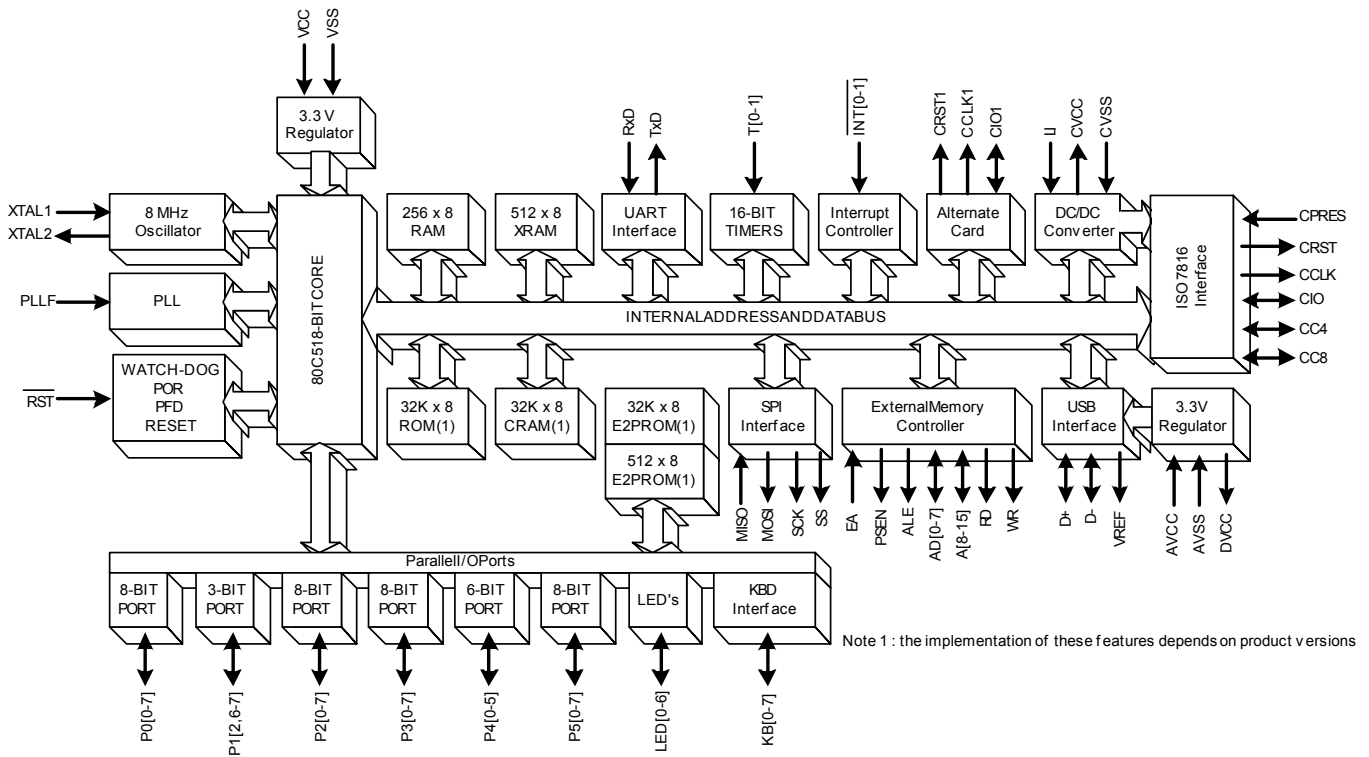 VCC
VSS
3.3 V
Regulator
RxD
TxD
T[0-1]
INT[0-1]
CRST1
CCLK1
CIO1
LI
CVCC
CVSS
XTAL1
XTAL2
8 MHz
Oscillator
256 x 8
RAM
512 x 8
XRAM
UART
Interface
16-BIT
TIMERS
Interrupt
Controller
Alternate
Card
DC/DC
Converter
ISO7816
Interface
CPRES
CRST
CCLK
CIO
CC4
CC8
PLLF
PLL
80C518-BIT CORE
INTERNALADDRESSANDDATABUS
RST
WATCH-DOG
POR
PFD
RESET
32K x 8
ROM(1)
32K x 8
CRAM(1)
32K x 8
E2PROM(1)
512 x 8
E2PROM(1)
SPI
Interface
ExternalMemory
Controller
USB
Interface
3.3V
Regulator
MISO
MOSI
SCK
SS
EA
PSEN
ALE
AD[0-7]
A[8-15]
RD
WR
D+
D-
VREF
AVCC
AVSS
DVCC
ParallelI/OPorts
8-BIT
PORT
3-BIT
PORT
8-BIT
PORT
8-BIT
PORT
6-BIT
PORT
8-BIT
PORT
LED's
KBD
Interface
Note 1 : the implementation of these features depends on product versions
P0[0-7]
P1[2,6-7]
P2[0-7]
P3[0-7]
P4[0-5]
P5[0-7]
LED[0-6]
KB[0-7]